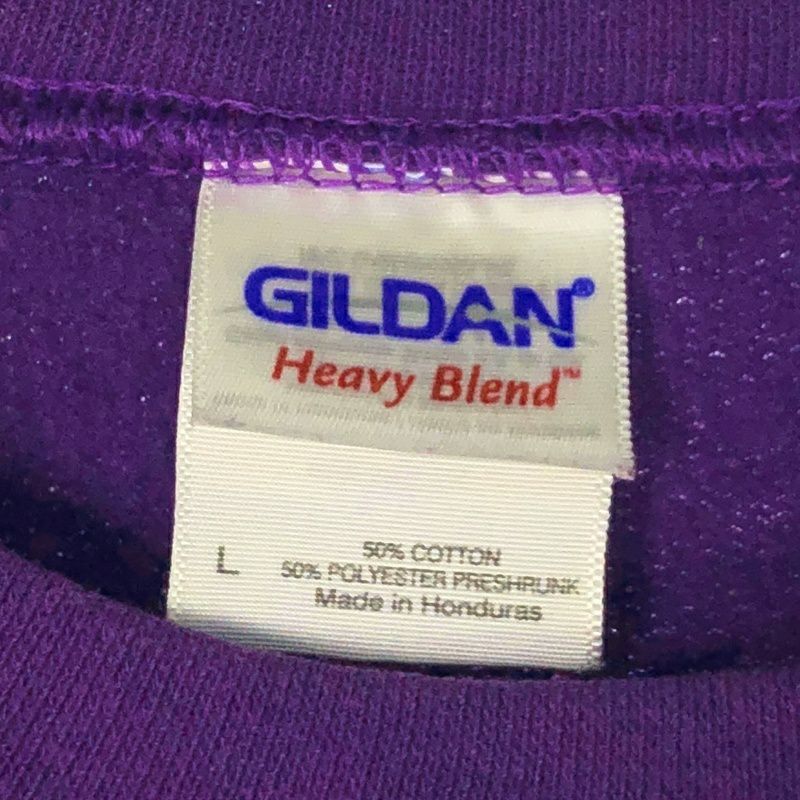 GILDAN®
Heavy Blend™
L
50% COTTON
50% POLYESTER PRESHRUNK
Made in Honduras